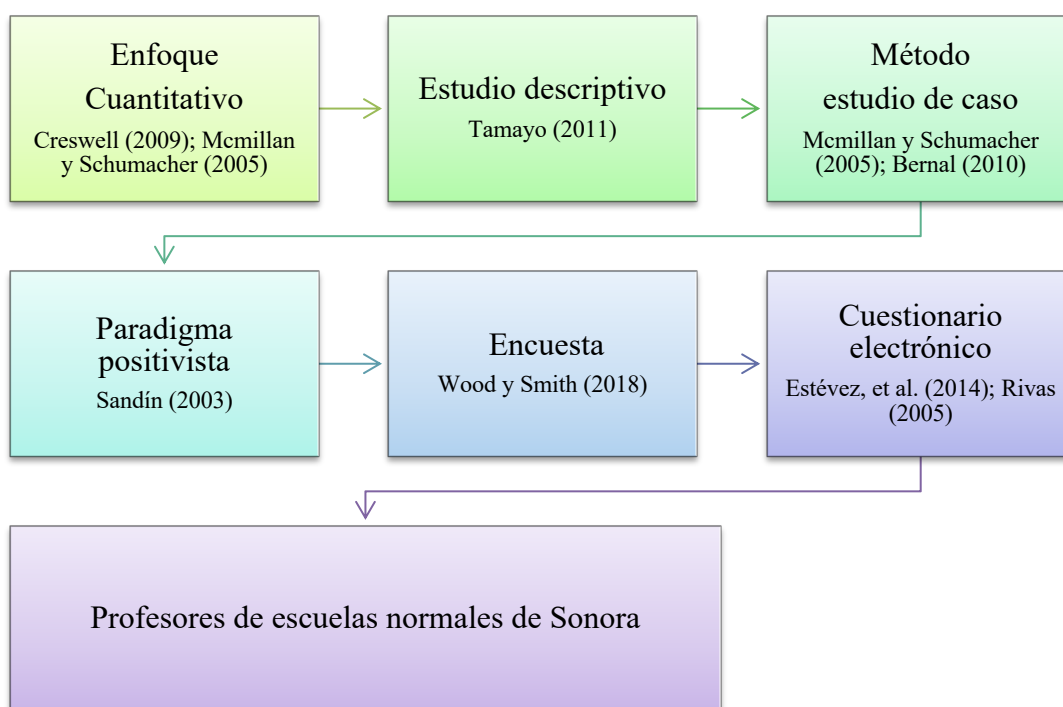 Enfoque
Cuantitativo
Creswell (2009); Mcmillan
y Schumacher (2005)
Estudio descriptivo
Tamayo (2011)
Método
estudio de caso
Mcmillan y Schumacher
(2005); Bernal (2010)
Paradigma
positivista
Sandín (2003)
Encuesta
Wood y Smith (2018)
Cuestionario
electrónico
Estévez, et al. (2014); Rivas
(2005)
Profesores de escuelas normales de Sonora